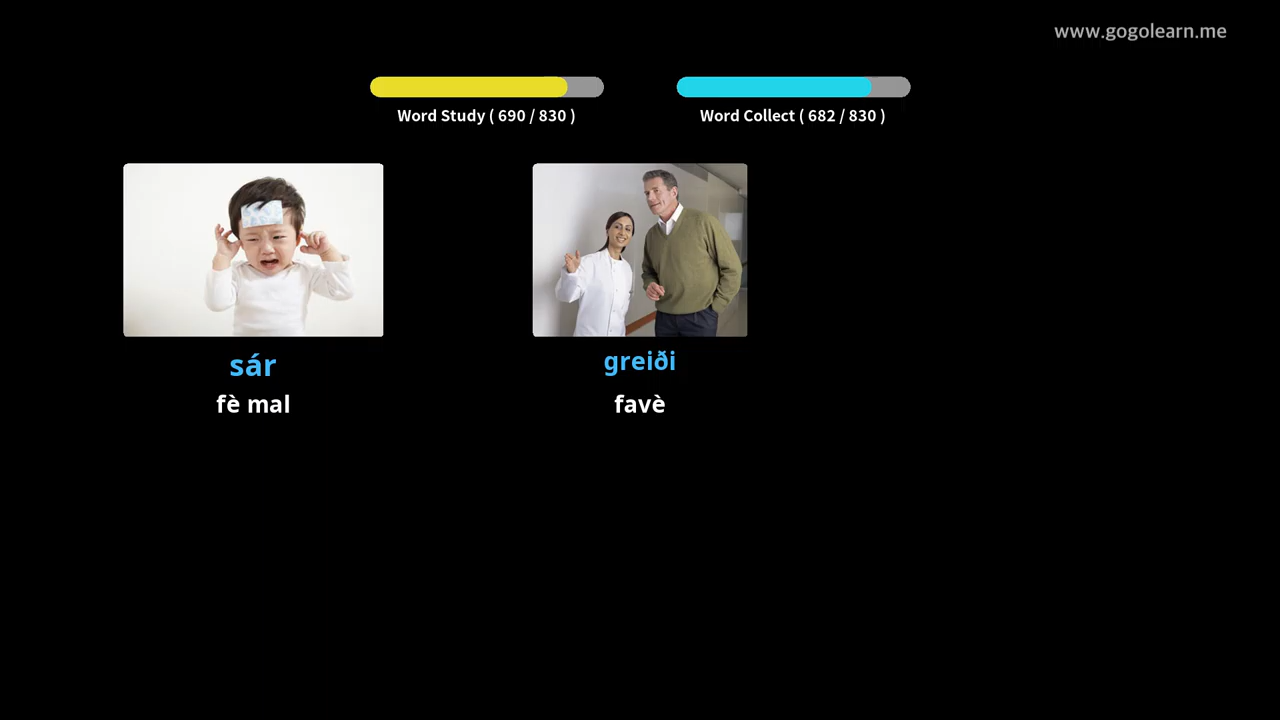 www.gogolearn.me
Word Study ( 690 / 830 )
Word Collect ( 682 / 830 )
sár
fè mal
greiði
favè